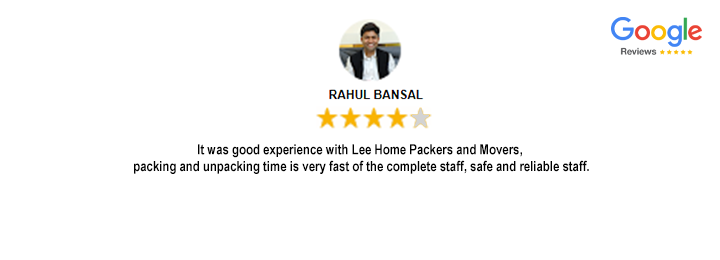 Google
Reviews
RAHUL BANSAL
It was good experience with Lee Home Packers and Movers,
packing and unpacking time is very fast of the complete staff, safe and reliable staff.